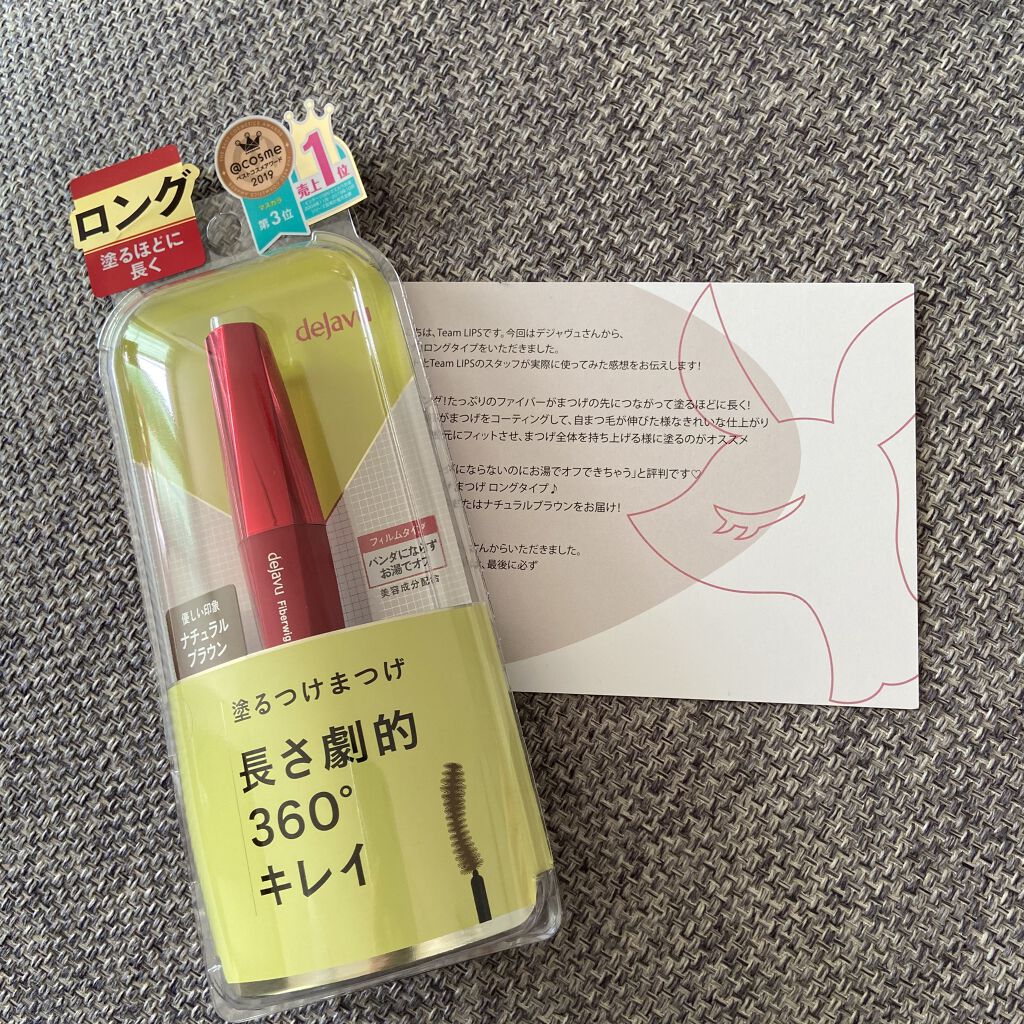 ロング
塗るほどに
長く
@cosme
ベストコスメアワード
2019
マスカラ
第3位
売上1位
dejavu
dejavu Fiberwig
フィルムタイプ
パンダにならず
お湯でオフ
美容成分配合
優しい印象
ナチュラル
ブラウン
塗るつけまつげ
長さ劇的
360°
キレイ
ちは、Team LIPSです。今回はデジャヴュさんから、
ロングタイプをいただきました。
とTeam LIPSのスタッフが実際に使ってみた感想をお伝えします!
グ!たっぷりのファイバーがまつげの先につながって塗るほどに長く!
がまつげをコーティングして、自まつ毛が伸びた様なきれいな仕上がり
元にフィットさせ、まつげ全体を持ち上げる様に塗るのがオススメ
にならないのにお湯でオフできちゃう」と評判です♡
まつげ ロングタイプ♪
たはナチュラルブラウンをお届け!
さんからいただきました。
、最後に必ず